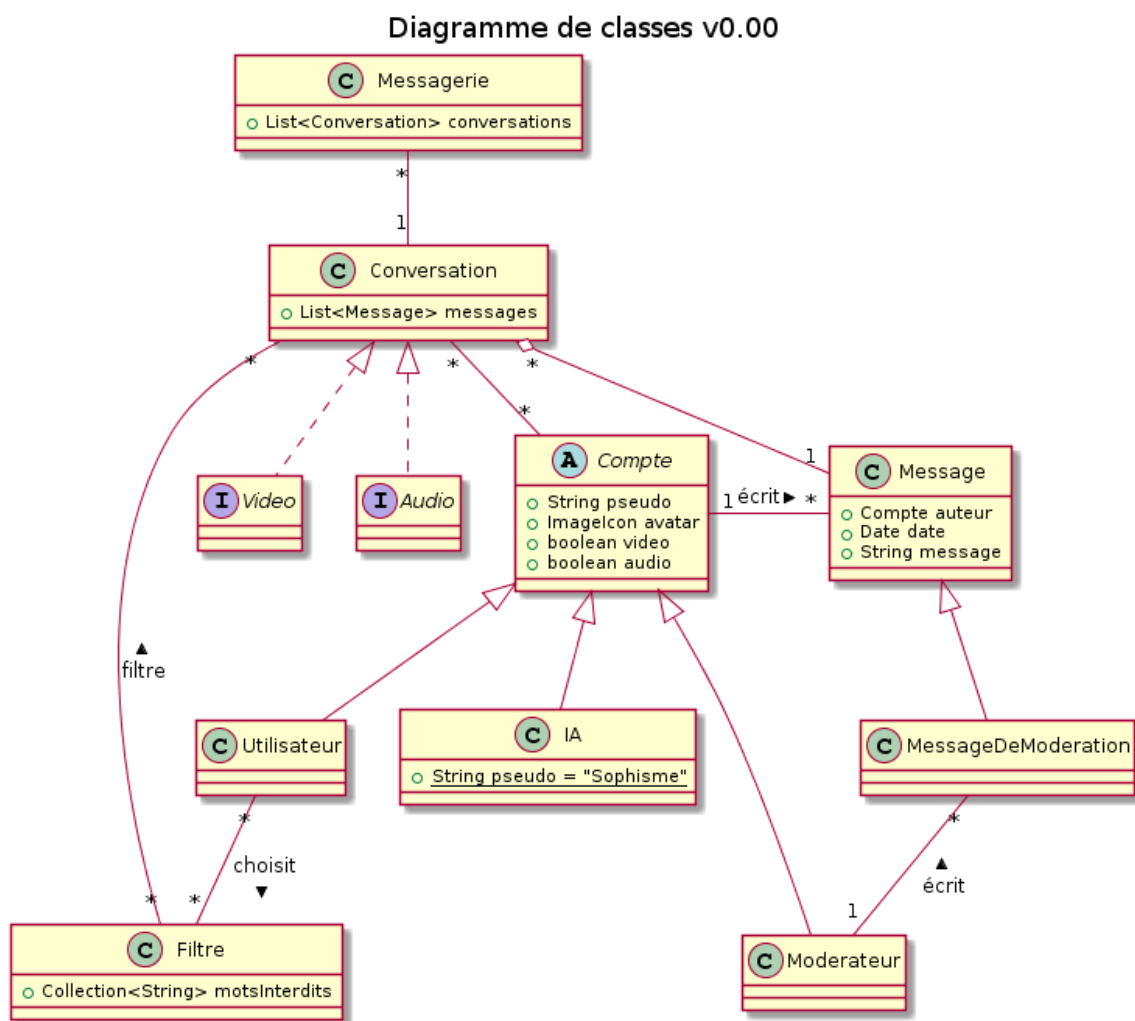 Diagramme de classes v0.00
C Messagerie
List<Conversation> conversations
*
1
C Conversation
List<Message> messages
* * *
* 1
I Video
I Audio
A Compte
String pseudo
ImageIcon avatar
boolean video
boolean audio
1 écrit ▶ *
C Message
Compte auteur
Date date
String message
▲
filtre
C Utilisateur
C IA
String pseudo = "Sophisme"
C MessageDeModeration
* *
choisit
▼
▲
écrit
* * 1
C Filtre
Collection<String> motsInterdits
C Moderateur